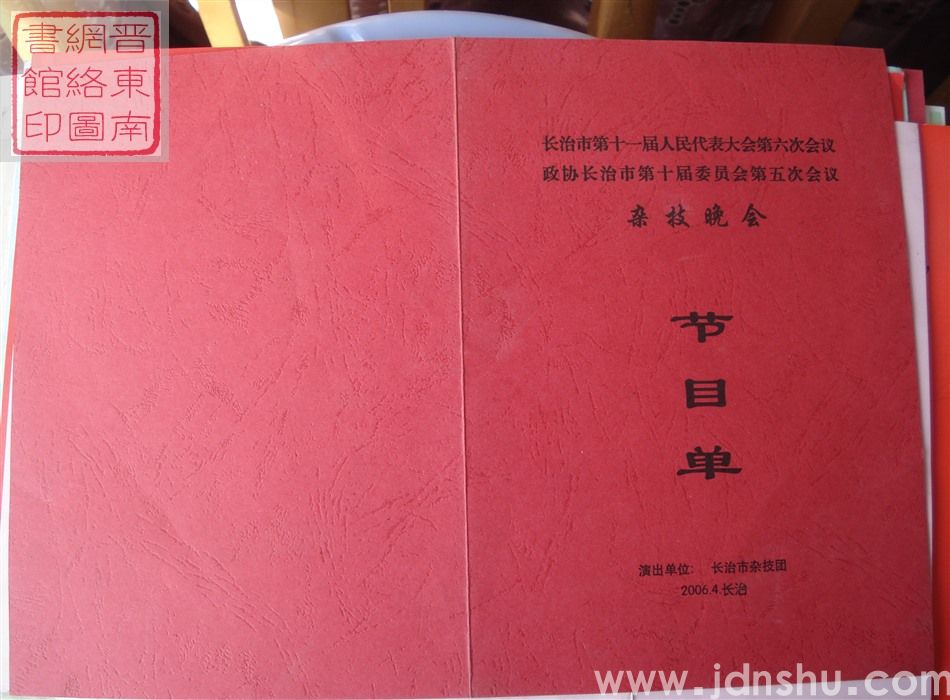 晋東南
網絡圖
書館印
长治市第十一届人民代表大会第六次会议
政协长治市第十届委员会第五次会议
杂技晚会
节
目
单
演出单位： 长治市杂技团
2006.4.长治
www.jdnshu.com